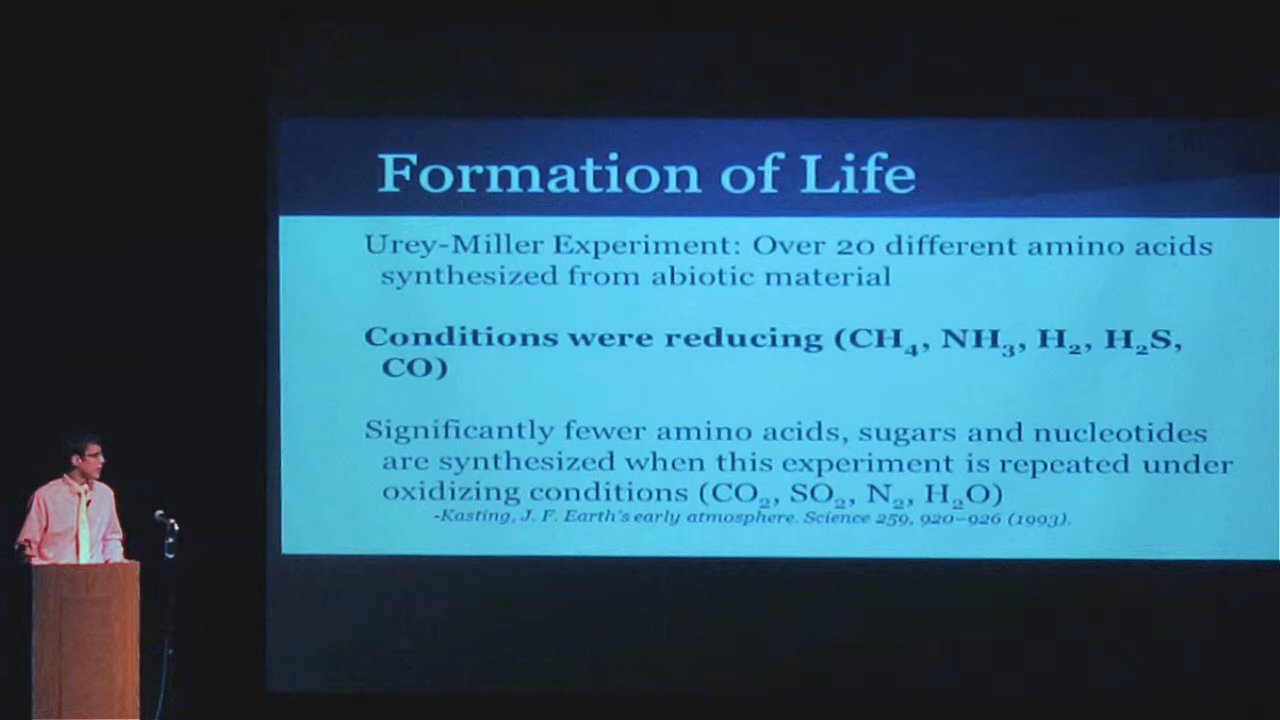 Formation of Life
Urey-Miller Experiment: Over 20 different amino acids
synthesized from abiotic material
Conditions were reducing (CH₄, NH₃, H₂, H₂S,
CO)
Significantly fewer amino acids, sugars and nucleotides
are synthesized when this experiment is repeated under
oxidizing conditions (CO₂, SO₂, N₂, H₂O)
-Kasting, J. F. Earth's early atmosphere. Science 259, 920–926 (1993).